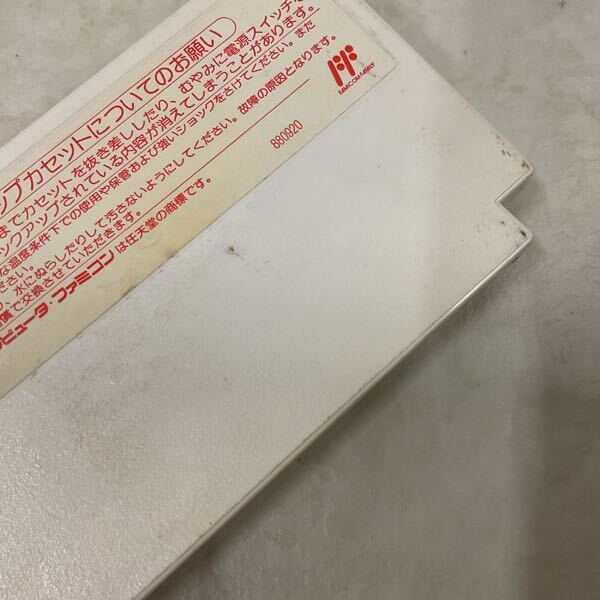 ップカセットについてのお願い
までカセットを抜き差ししたり、むやみに電源スイッチを
ックアップされている内容が消えてしまうことがあります。
な温度条件下での使用や保管および強いショックをさけてください。また
ださい。故障の原因となります。
、水にぬらしたりして汚さないようにしてください。
償で交換させていただきます。
ピュータ・ファミコンは任天堂の商標です。
880920
FAMICOM FAMILY